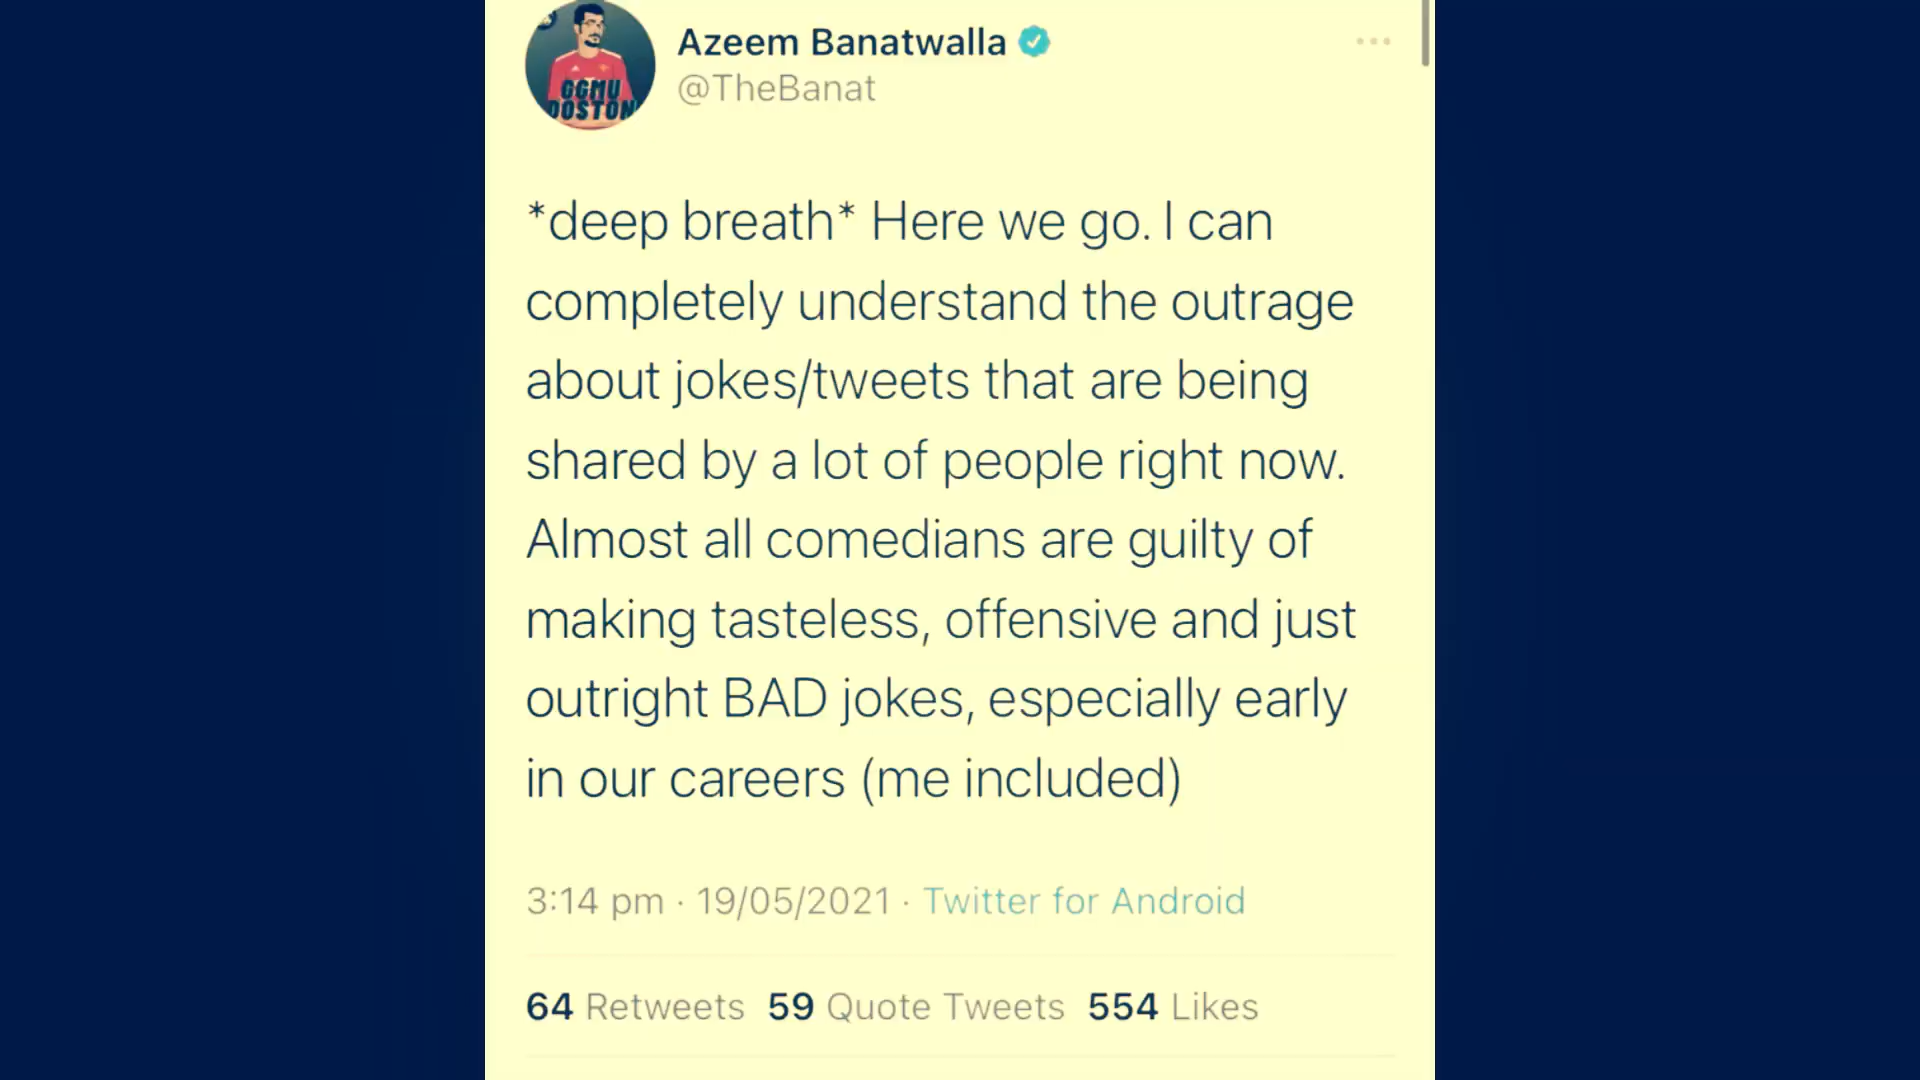 Azeem Banatwalla
@TheBanat
GGMU
DOSTON
*deep breath* Here we go. I can
completely understand the outrage
about jokes/tweets that are being
shared by a lot of people right now.
Almost all comedians are guilty of
making tasteless, offensive and just
outright BAD jokes, especially early
in our careers (me included)
3:14 pm · 19/05/2021 · Twitter for Android
64 Retweets 59 Quote Tweets 554 Likes